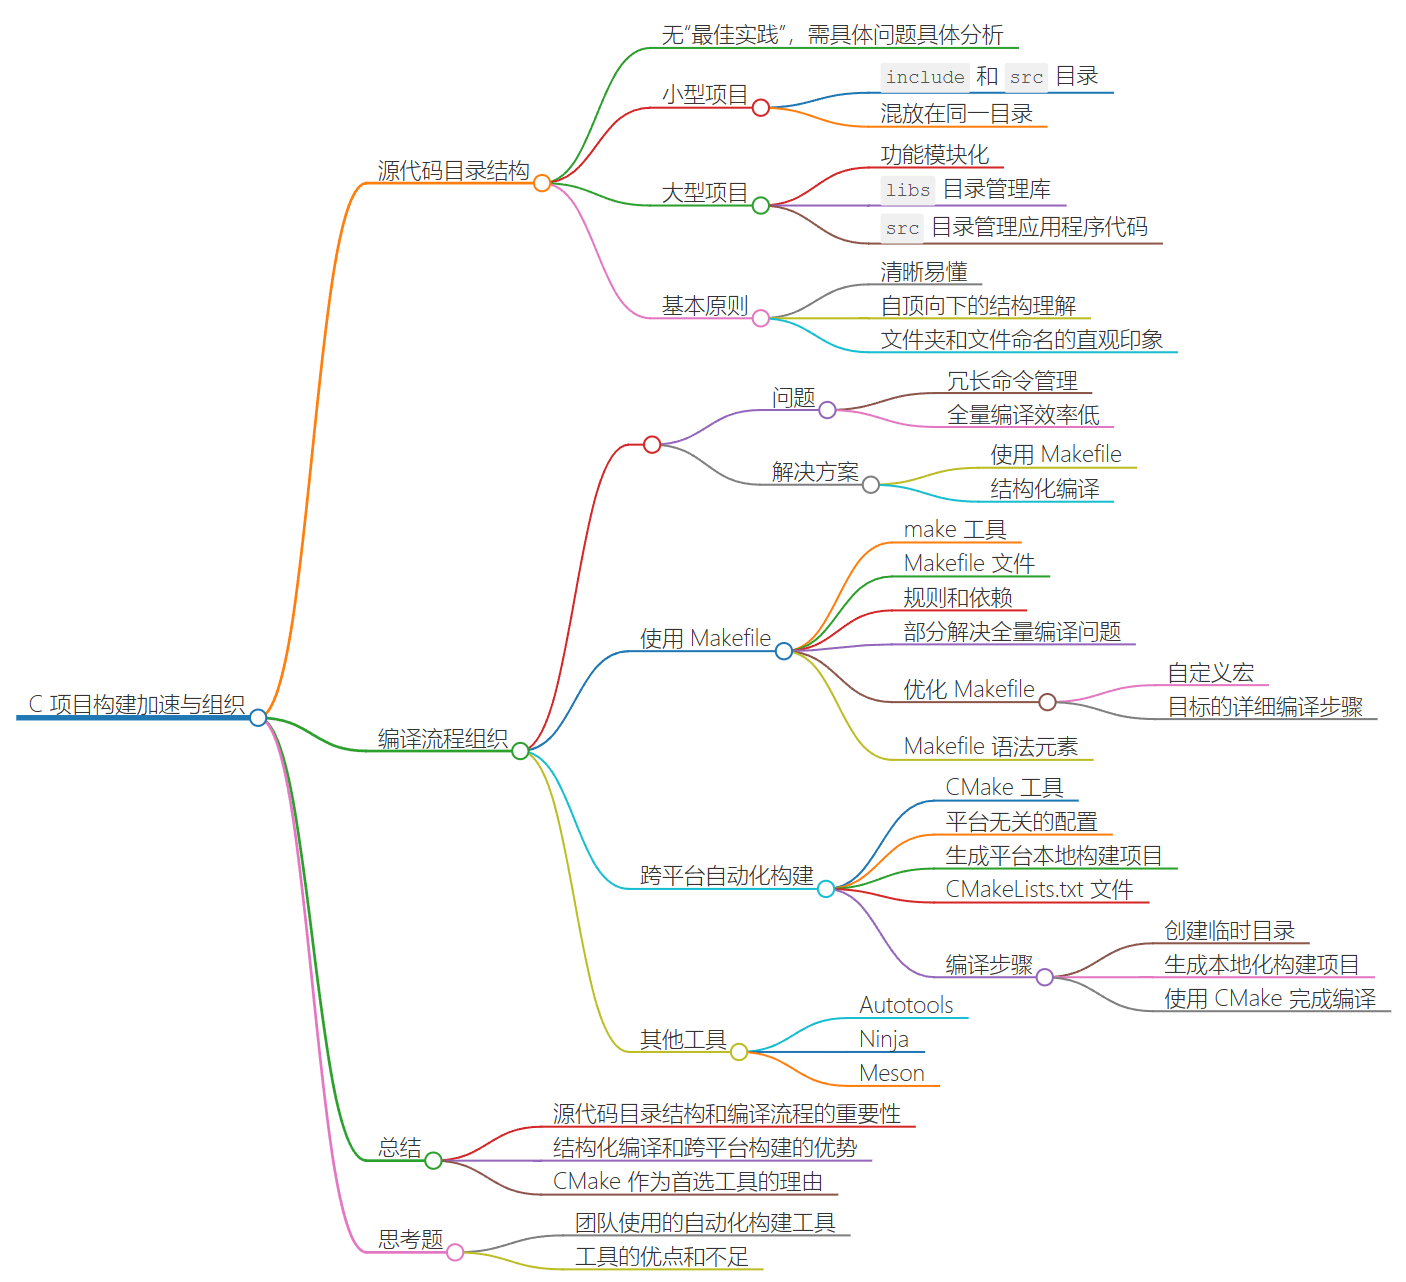 C 项目构建加速与组织
源代码目录结构
无“最佳实践”，需具体问题具体分析
小型项目
include 和 src 目录
混放在同一目录
大型项目
功能模块化
libs 目录管理库
src 目录管理应用程序代码
基本原则
清晰易懂
自顶向下的结构理解
文件夹和文件命名的直观印象
编译流程组织
问题
冗长命令管理
全量编译效率低
解决方案
使用 Makefile
结构化编译
使用 Makefile
make 工具
Makefile 文件
规则和依赖
部分解决全量编译问题
优化 Makefile
自定义宏
目标的详细编译步骤
Makefile 语法元素
跨平台自动化构建
CMake 工具
平台无关的配置
生成平台本地构建项目
CMakeLists.txt 文件
编译步骤
创建临时目录
生成本地化构建项目
使用 CMake 完成编译
其他工具
Autotools
Ninja
Meson
总结
源代码目录结构和编译流程的重要性
结构化编译和跨平台构建的优势
CMake 作为首选工具的理由
思考题
团队使用的自动化构建工具
工具的优点和不足